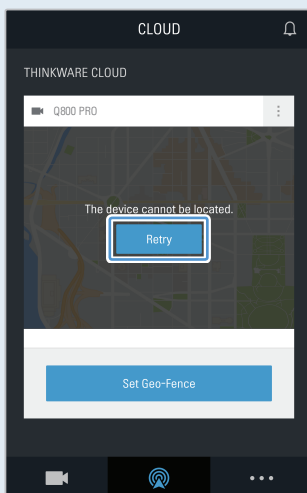 CLOUD
THINKWARE CLOUD
Q800 PRO
The device cannot be located.
Retry
Set Geo-Fence